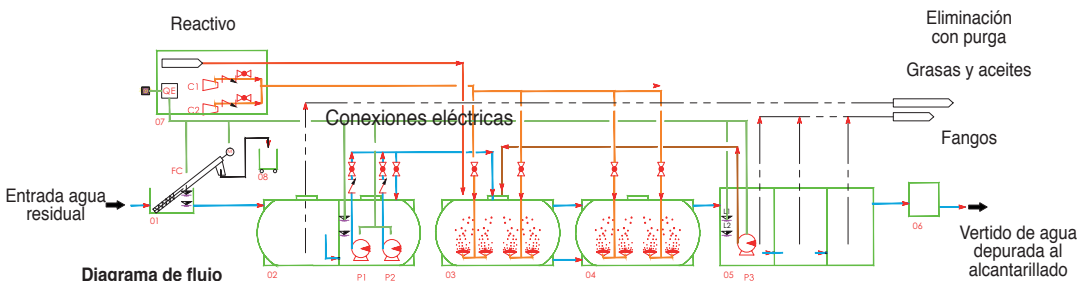 Reactivo
Eliminación
con purga
Grasas y aceites
QE
C1
C2
07
Conexiones eléctricas
Fangos
FC
08
Entrada agua
residual
01
02
P1
P2
03
04
05
P3
06
Vertido de agua
depurada al
alcantarillado
Diagrama de fluio